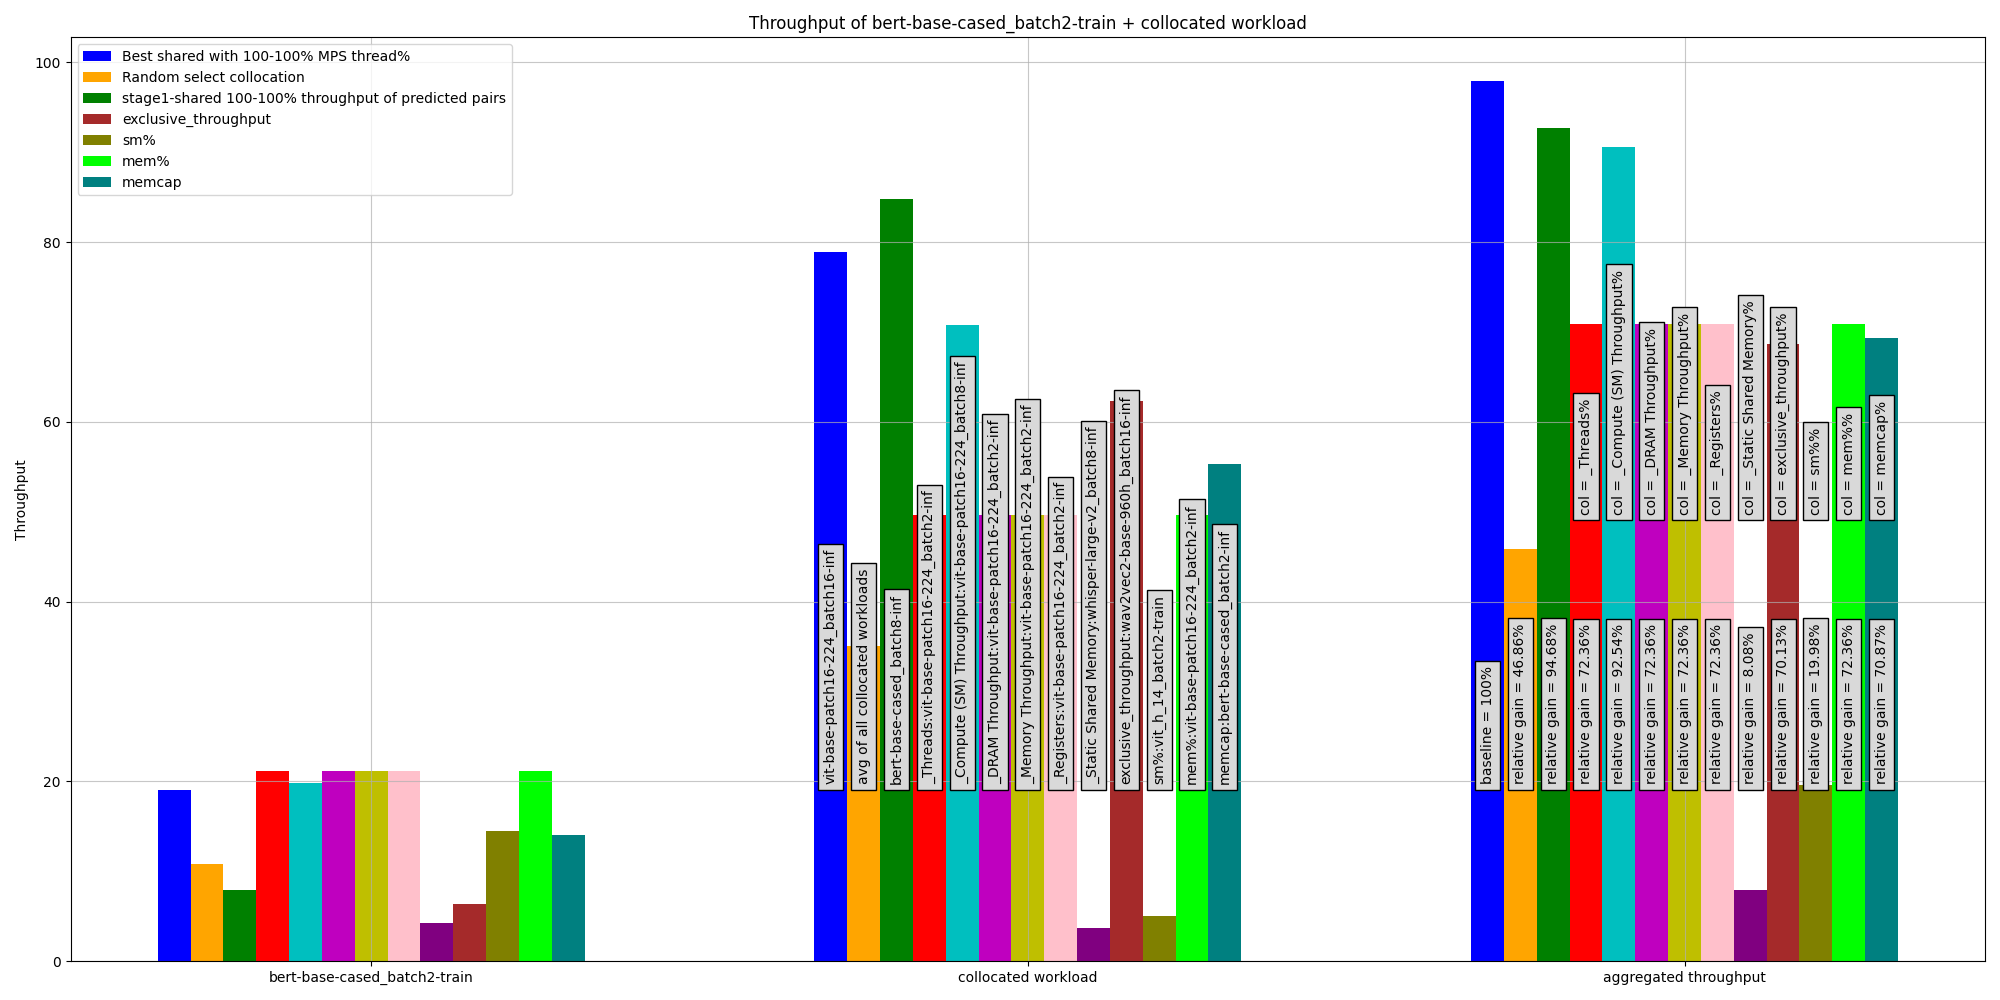 Throughput of bert-base-cased_batch2-train + collocated workload
Best shared with 100-100% MPS thread%
Random select collocation
stage1-shared 100-100% throughput of predicted pairs
exclusive_throughput
sm%
mem%
memcap
Throughput
100
80
60
40
20
0
vit-base-patch16-224_batch16-inf
avg of all collocated workloads
bert-base-cased_batch8-inf
_Threads:vit-base-patch16-224_batch2-inf
_Compute (SM) Throughput:vit-base-patch16-224_batch8-inf
_DRAM Throughput:vit-base-patch16-224_batch2-inf
_Memory Throughput:vit-base-patch16-224_batch2-inf
_Registers:vit-base-patch16-224_batch2-inf
_Static Shared Memory:whisper-large-v2_batch8-inf
exclusive_throughput:wav2vec2-base-960h_batch16-inf
sm%:vit_h_14_batch2-train
mem%:vit-base-patch16-224_batch2-inf
memcap:bert-base-cased_batch2-inf
col = _Threads%
col = _Compute (SM) Throughput%
col = _DRAM Throughput%
col = _Memory Throughput%
col = _Registers%
col = _Static Shared Memory%
col = exclusive_throughput%
col = sm%%
col = mem%%
col = memcap%
baseline = 100%
relative gain = 46.86%
relative gain = 94.68%
relative gain = 72.36%
relative gain = 92.54%
relative gain = 72.36%
relative gain = 72.36%
relative gain = 72.36%
relative gain = 8.08%
relative gain = 70.13%
relative gain = 19.98%
relative gain = 72.36%
relative gain = 70.87%
bert-base-cased_batch2-train
collocated workload
aggregated throughput